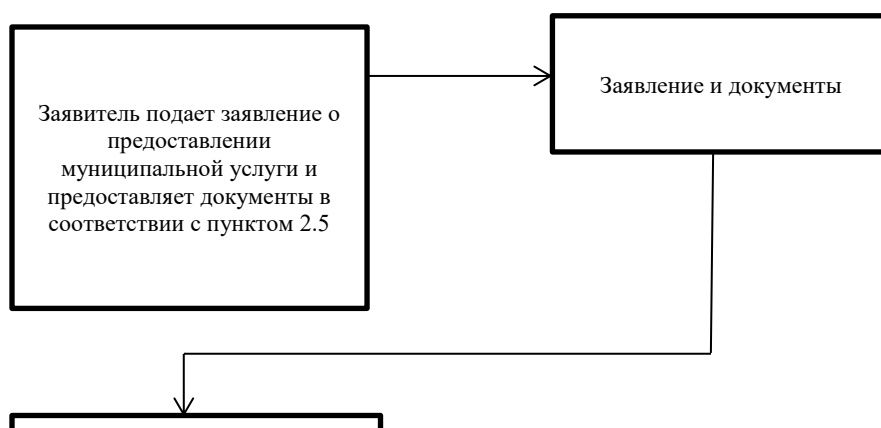 Заявитель подает заявление о
предоставлении
муниципальной услуги и
предоставляет документы в
соответствии с пунктом 2.5
Заявление и документы